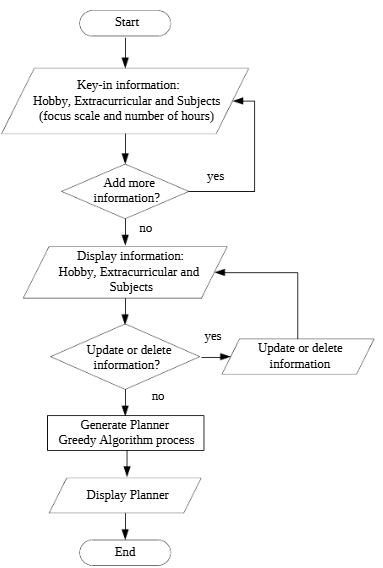 Start
Key-in information:
Hobby, Extracurricular and Subjects
(focus scale and number of hours)
Add more
information?
yes
no
Display information:
Hobby, Extracurricular and
Subjects
Update or delete
information?
yes
Update or delete
information
no
Generate Planner
Greedy Algorithm process
Display Planner
End